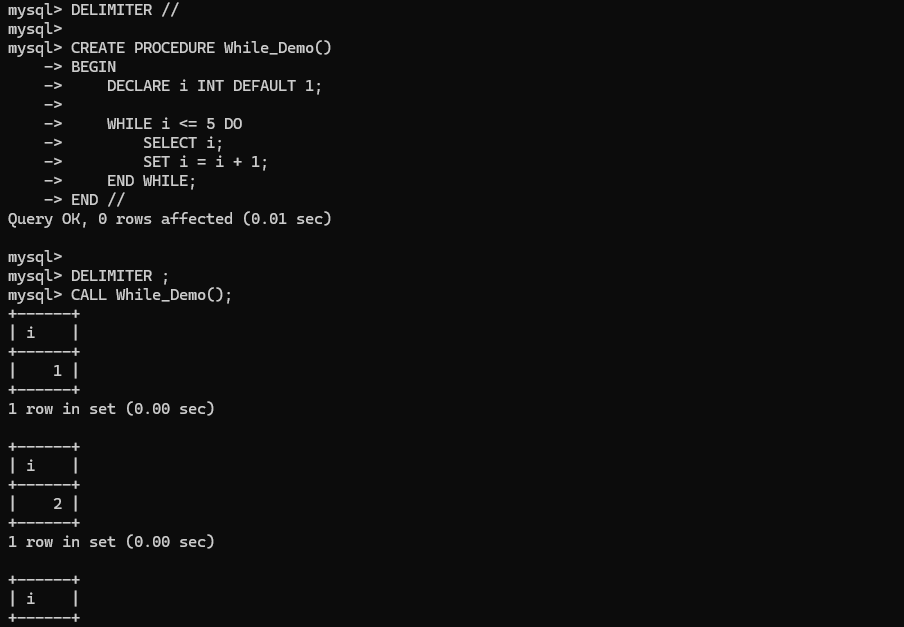 mysql> DELIMITER //
mysql>
mysql> CREATE PROCEDURE While_Demo()
    -> BEGIN
    ->     DECLARE i INT DEFAULT 1;
    ->
    ->     WHILE i <= 5 DO
    ->         SELECT i;
    ->         SET i = i + 1;
    ->     END WHILE;
    -> END //
Query OK, 0 rows affected (0.01 sec)

mysql>
mysql> DELIMITER ;
mysql> CALL While_Demo();
+------+
| i    |
+------+
|    1 |
+------+
1 row in set (0.00 sec)

+------+
| i    |
+------+
|    2 |
+------+
1 row in set (0.00 sec)

+------+
| i    |
+------+